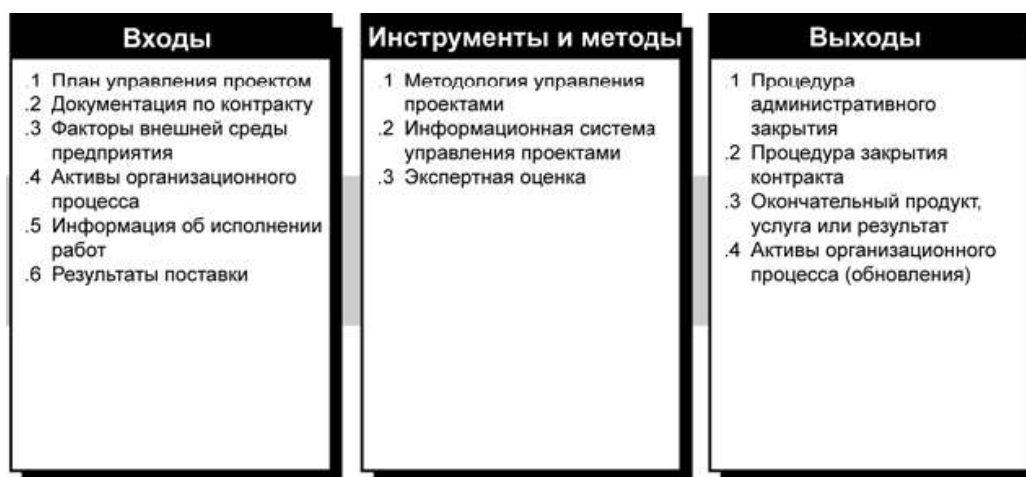 Входы
.1 План управления проектом
.2 Документация по контракту
.3 Факторы внешней среды
предприятия
.4 Активы организационного
процесса
.5 Информация об исполнении
работ
.6 Результаты поставки
Инструменты и методы
.1 Методология управления
проектами
.2 Информационная система
управления проектами
.3 Экспертная оценка
Выходы
.1 Процедура
административного
закрытия
.2 Процедура закрытия
контракта
.3 Окончательный продукт,
услуга или результат
.4 Активы организационного
процесса (обновления)